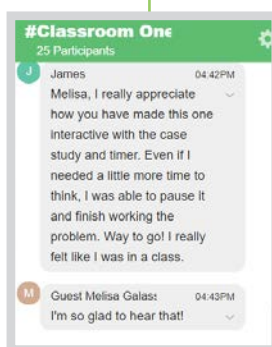 #Classroom One
25 Participants
J
James 04:42PM
Melisa, I really appreciate
how you have made this one
interactive with the case
study and timer. Even if I
needed a little more time to
think, I was able to pause it
and finish working the
problem. Way to go! I really
felt like I was in a class.
M
Guest Melisa Galas 04:43PM
I'm so glad to hear that!